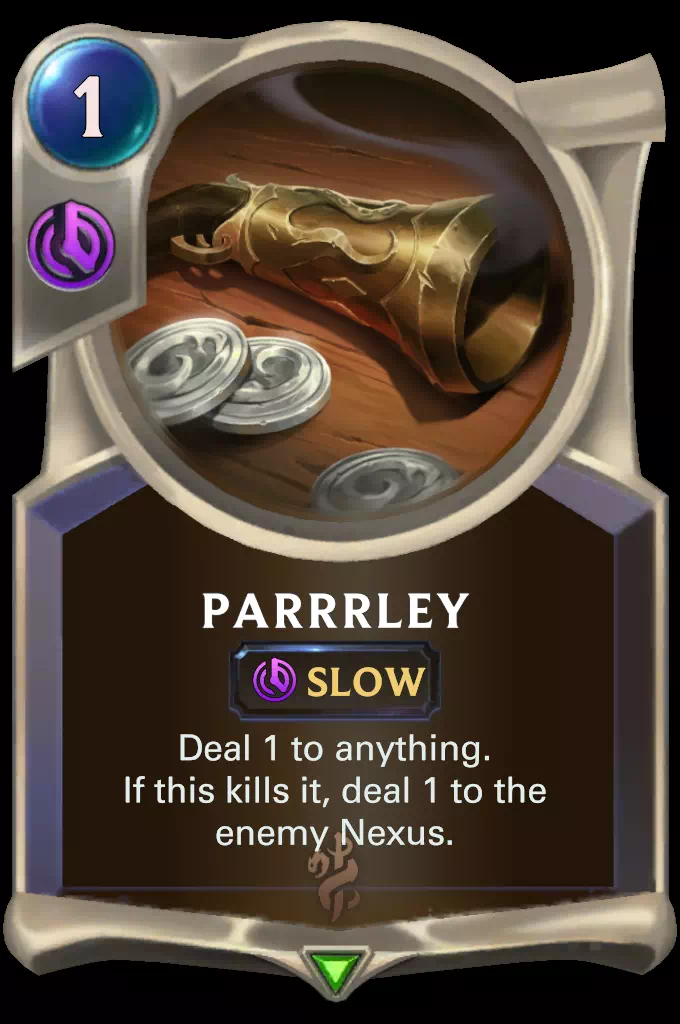 1
PARRRLEY
SLOW
Deal 1 to anything.
If this kills it, deal 1 to the
enemy Nexus.